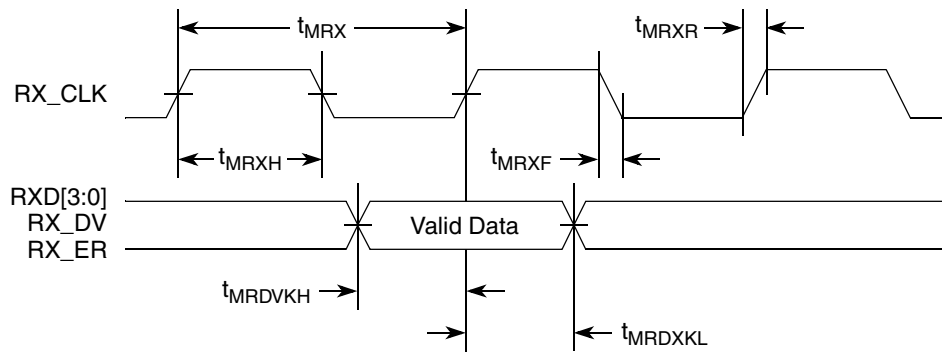 tMRX
tMRXR
RX_CLK
tMRXH
tMRXF
RXD[3:0]
RX_DV
Valid Data
RX_ER
tMRDVKH
tMRDXKL